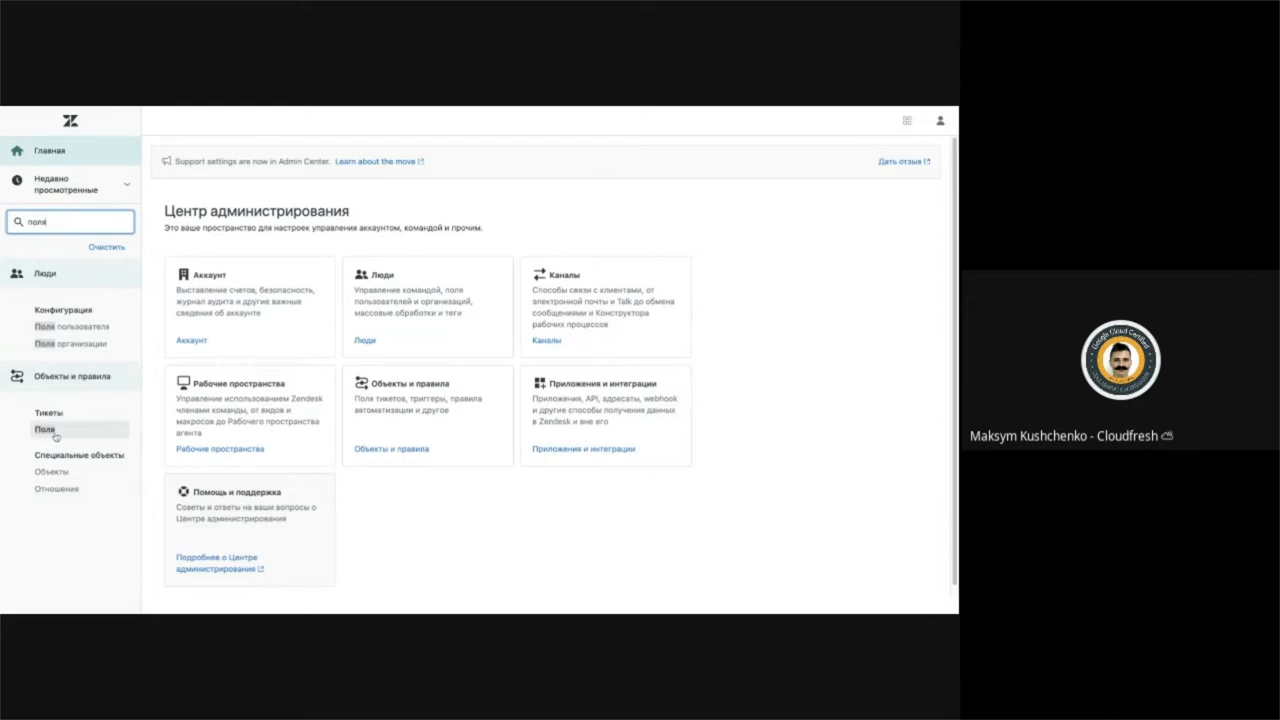 Главная
Недавно
просмотренные
поля
Очистить
Люди
Конфигурация
Поля пользователя
Поля организации
Объекты и правила
Тикеты
Поля
Специальные объекты
Объекты
Отношения
Support settings are now in Admin Center. Learn about the move
Дать отзыв
Центр администрирования
Это ваше пространство для настроек управления аккаунтом, командой и прочим.
Аккаунт
Выставление счетов, безопасность,
журнал аудита и другие важные
сведения об аккаунте
Аккаунт
Люди
Управление командой, поля
пользователей и организаций,
массовые обработки и теги
Люди
Каналы
Способы связи с клиентами, от
электронной почты и Talk до обмена
сообщениями и Конструктора
рабочих процессов
Каналы
Рабочие пространства
Управление использованием Zendesk
членами команды, от видов и
макросов до Рабочего пространства
агента
Рабочие пространства
Объекты и правила
Поля тикетов, триггеры, правила
автоматизации и другое
Объекты и правила
Приложения и интеграции
Приложения, API, адресаты, webhook
и другие способы получения данных
в Zendesk и вне его
Приложения и интеграции
Помощь и поддержка
Советы и ответы на ваши вопросы о
Центре администрирования
Подробнее о Центре
администрирования
Google Cloud Certified
Maksym Kushchenko - Cloudfresh